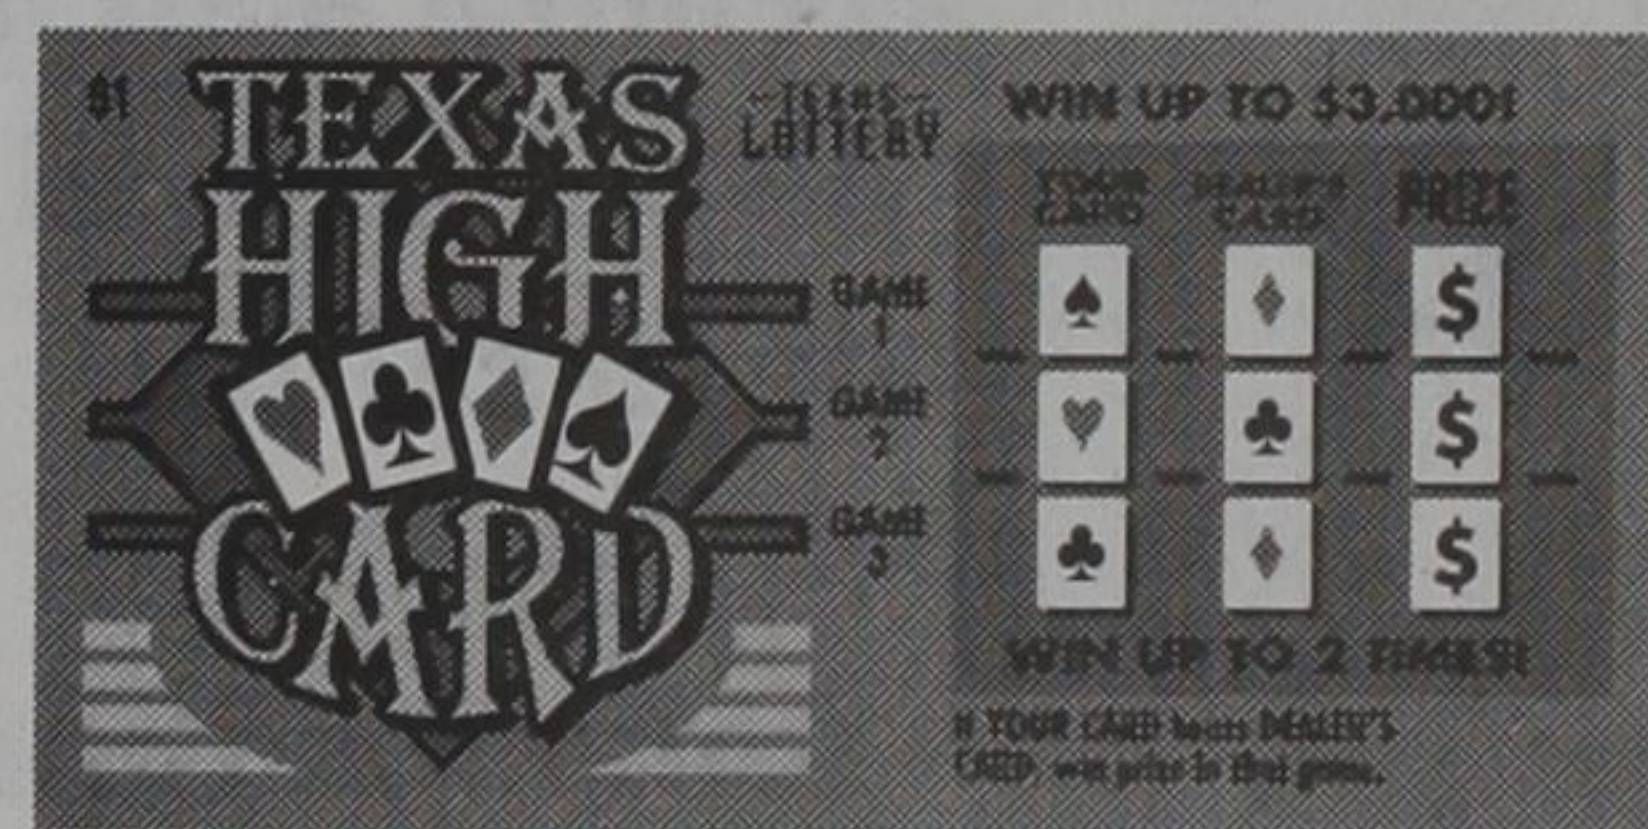 $1
TEXAS
HIGH
CARD
TEXAS
LOTTERY
WIN UP TO $3,000!
YOUR CARD
DEALER'S CARD
PRIZE
GAME 1
$
GAME 2
$
GAME 3
$
WIN UP TO 2 TIMES!
If YOUR CARD beats DEALER'S
CARD, win prize in that game.